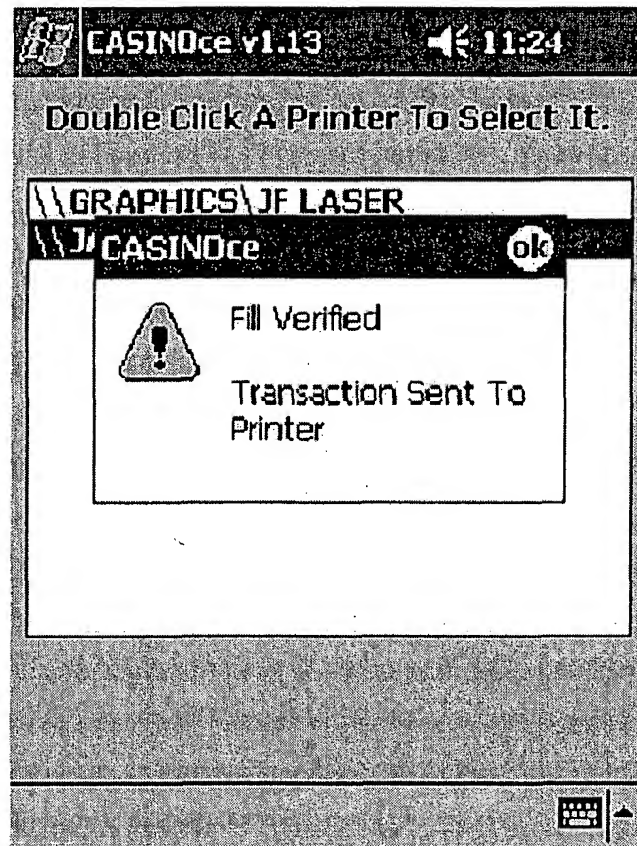 CASINOce v1.13 11:24
Double Click A Printer To Select It.
\\GRAPHICS\JF LASER
\\J
CASINOce ok
Fill Verified
Transaction Sent To
Printer